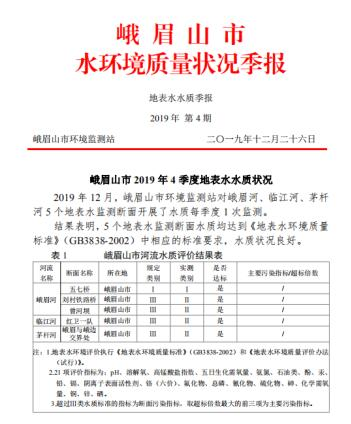 峨眉山市
水环境质量状况季报
地表水水质季报
2019 年 第 4 期
峨眉山市环境监测站 二〇一九年十二月二十六日
峨眉山市 2019 年 4 季度地表水水质状况
2019 年 12 月，峨眉山市环境监测站对峨眉河、临江河、茅杆
河 5 个地表水监测断面开展了水质每季度 1 次监测。
结果表明，5 个地表水监测断面水质均达到《地表水环境质量
标准》（GB3838-2002）中相应的标准要求，水质状况良好。
表 1 峨眉山市河流水质评价结果表
河流名称 断面名称 所在地 规定类别 实测类别 是否达标 主要污染指标/超标倍数
峨眉河 五七桥 峨眉山市 I I 是 /
刘村铁路桥 峨眉山市 III II 是 /
曾河坝 峨眉山市 III II 是 /
临江河 红卫一队 峨眉山市 III II 是 /
茅杆河 峨眉与峨边交界处 峨眉山市 III II 是 /
注：1.地表水环境评价执行《地表水环境质量标准》（GB3838-2002）和《地表水环境质量评价办法
（试行）》。
2.21 项评价指标为：pH、溶解氧、高锰酸盐指数、五日生化需氧量、氨氮、石油类、酚、汞、
铅、镉、阴离子表面活性剂、铬（六价）、氟化物、总磷、氰化物、硫化物、砷、化学需氧
量、铜、锌、硒。
3.超过III类水质标准的指标为断面污染指标，取超标倍数最大的前三项为主要污染指标。